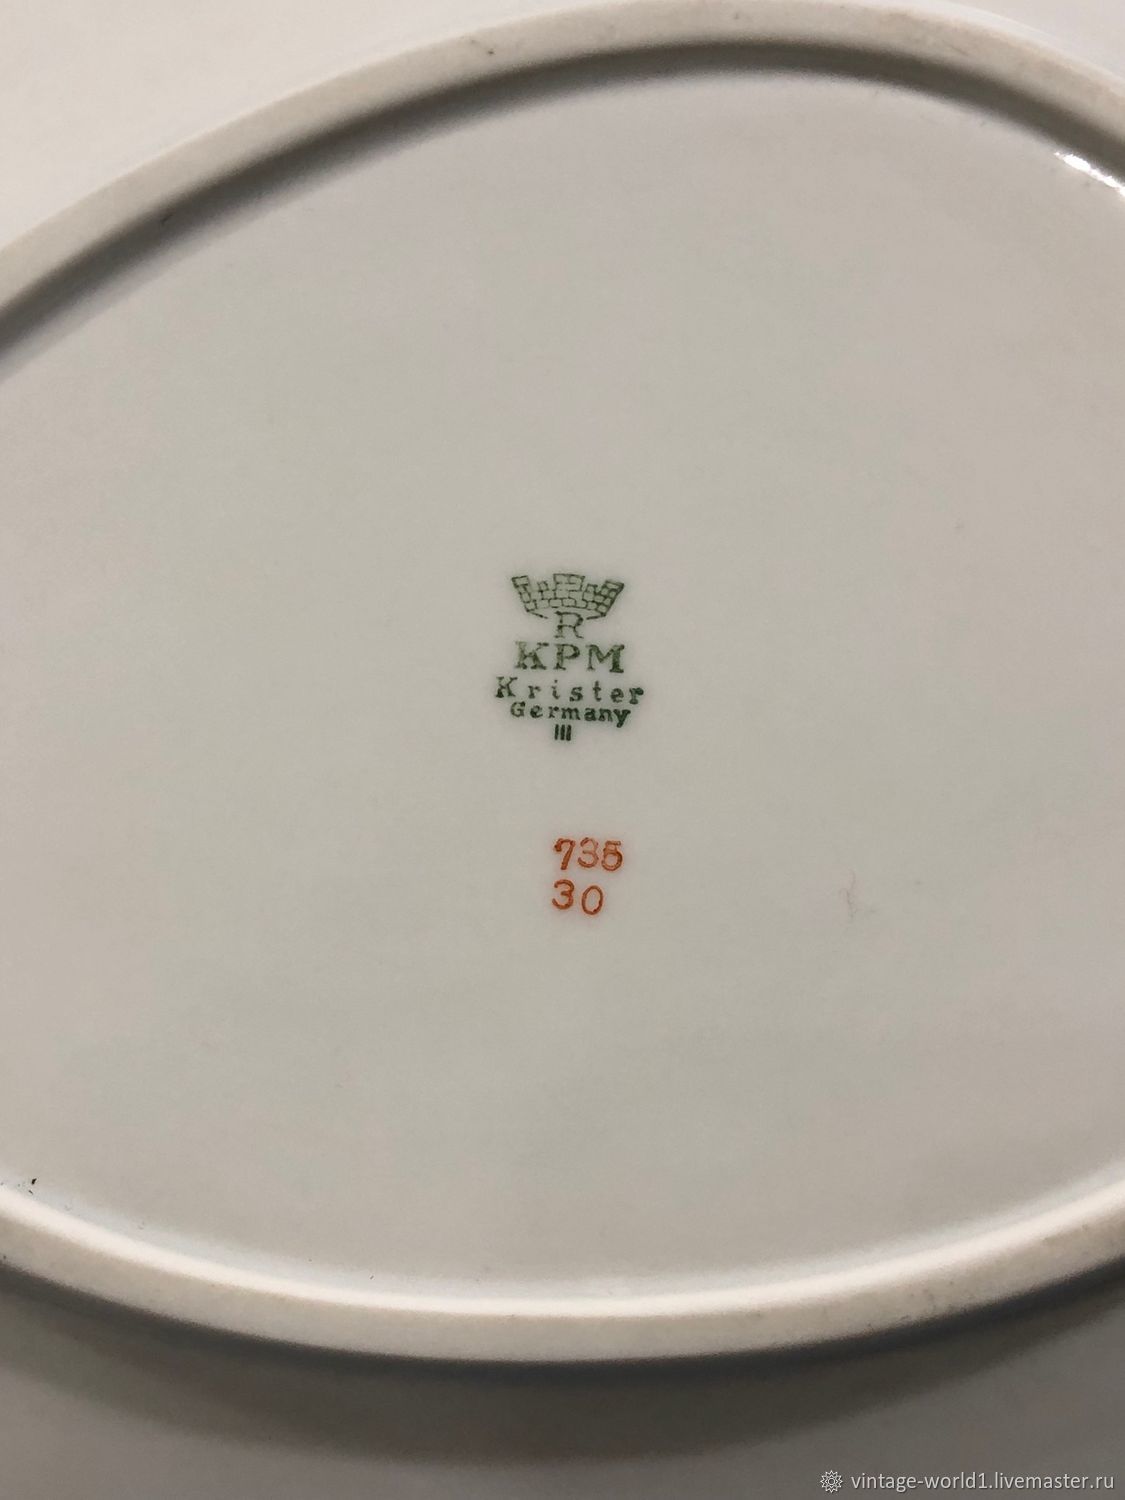 R
KPM
Krister
Germany
III
735
30
vintage-world1.livemaster.ru